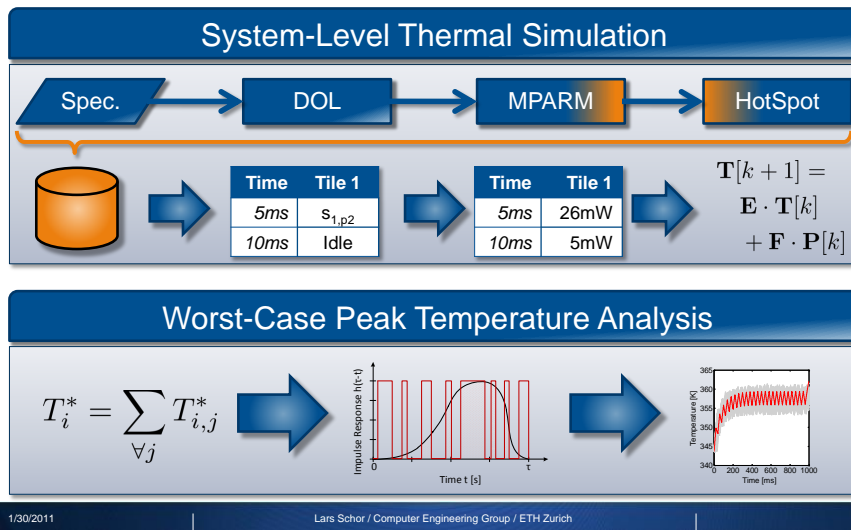 System-Level Thermal Simulation
Spec. DOL MPARM HotSpot
Time Tile 1
5ms s1,p2
10ms Idle
Time Tile 1
5ms 26mW
10ms 5mW
T[k + 1] =
E · T[k]
+ F · P[k]
Worst-Case Peak Temperature Analysis
T*i = ∑∀j T*i,j
Impulse Response h(τ-t)
0 τ
Time t [s]
Temperature [K]
365
360
355
350
345
340
0 200 400 600 800 1000
Time [ms]
1/30/2011 Lars Schor / Computer Engineering Group / ETH Zurich